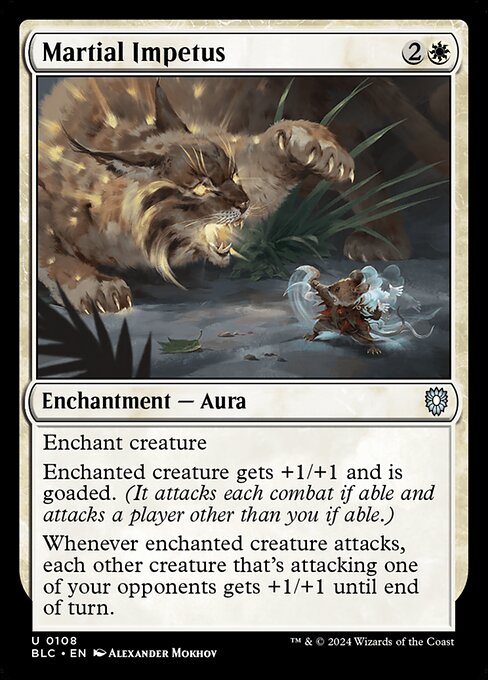 Martial Impetus 2
Enchantment — Aura
Enchant creature
Enchanted creature gets +1/+1 and is
goaded. (It attacks each combat if able and
attacks a player other than you if able.)
Whenever enchanted creature attacks,
each other creature that's attacking one
of your opponents gets +1/+1 until end
of turn.
U 0108
BLC • EN Alexander Mokhov
™ & © 2024 Wizards of the Coast